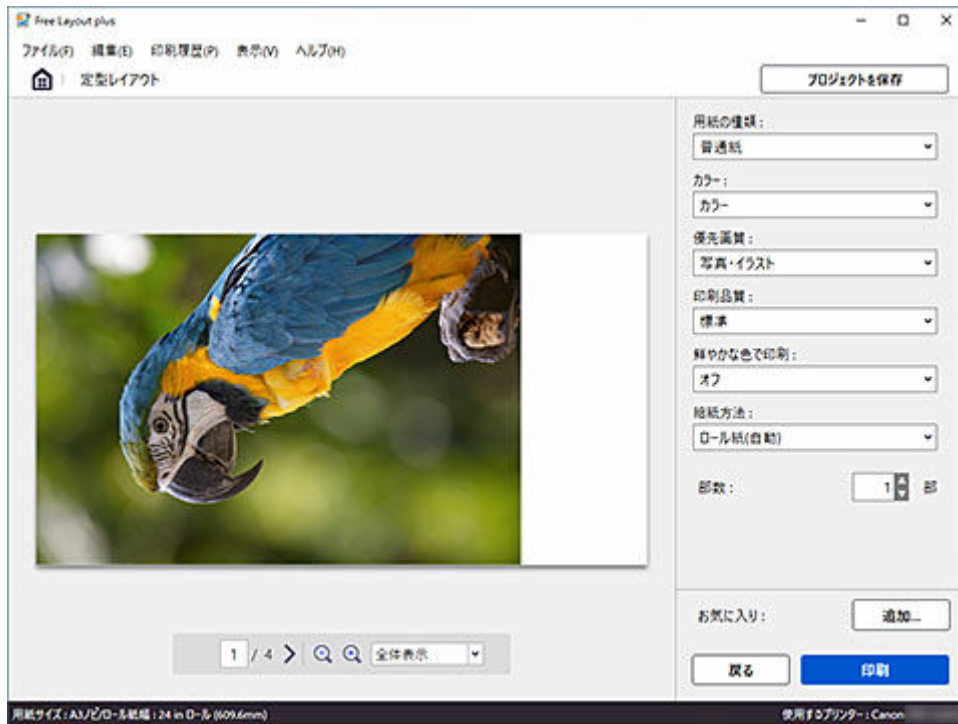 Free Layout plus
ファイル(F) 編集(E) 印刷履歴(P) 表示(V) ヘルプ(H)
定型レイアウト
プロジェクトを保存
用紙の種類:
普通紙
カラー:
カラー
優先画質:
写真・イラスト
印刷品質:
標準
鮮やかな色で印刷:
オフ
給紙方法:
ロール紙(自動)
部数: 1 部
お気に入り: 追加...
1 / 4 全体表示
戻る 印刷
用紙サイズ: A3ノビ/ロール紙幅: 24 in ロール (609.6mm) 使用するプリンター: Canon